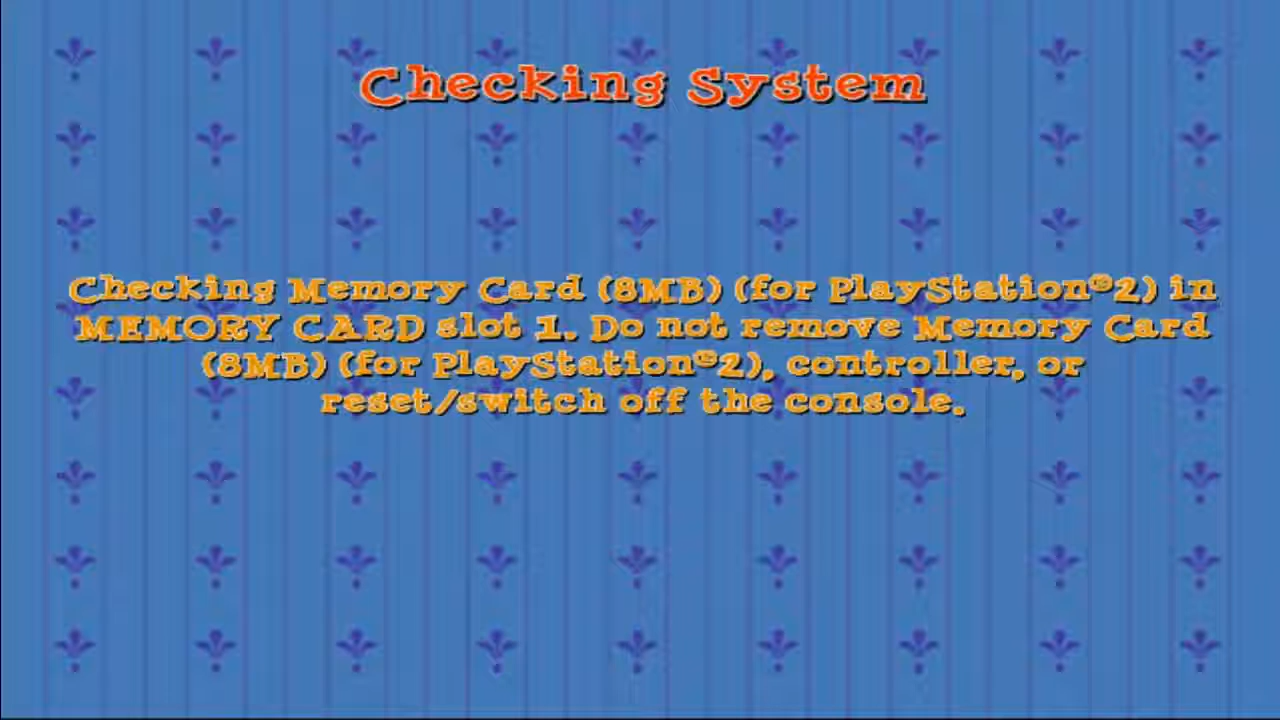 Checking System
Checking Memory Card (8MB) (for PlayStation®2) in
MEMORY CARD slot 1. Do not remove Memory Card
(8MB) (for PlayStation®2), controller, or
reset/switch off the console.